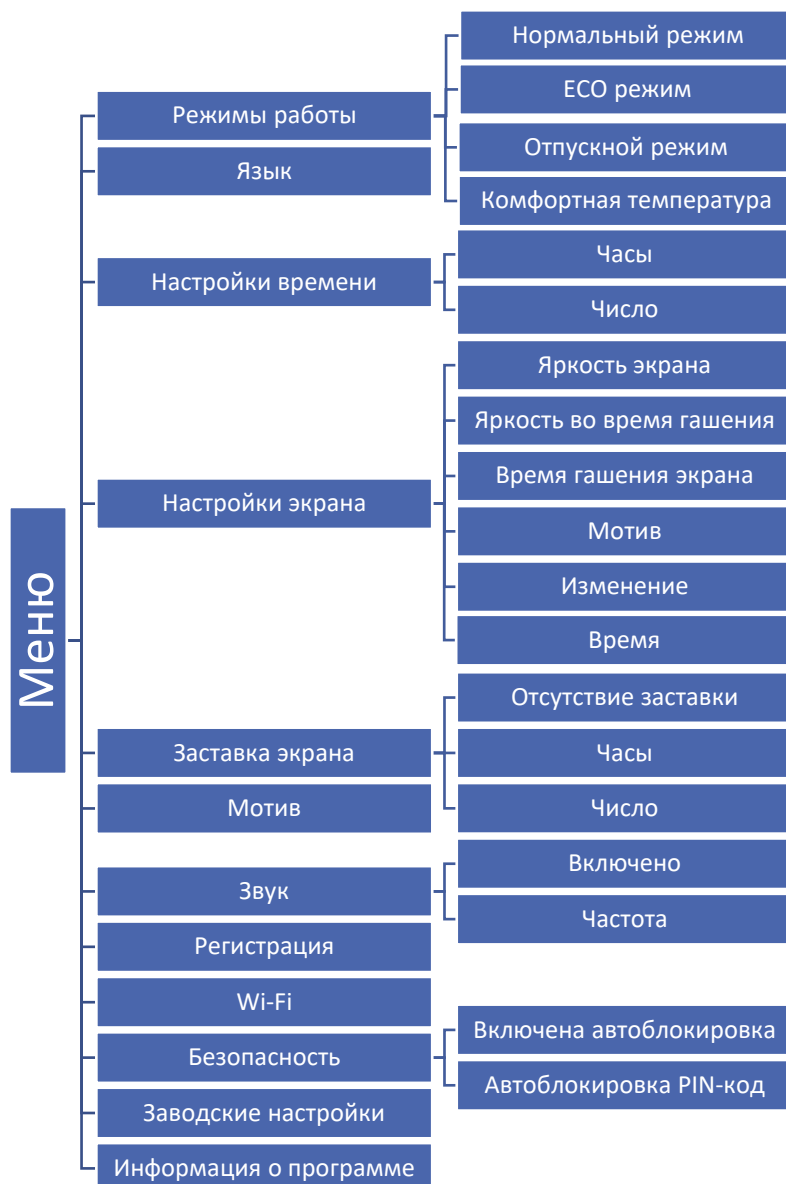 Меню
Режимы работы
Нормальный режим
ECO режим
Отпускной режим
Комфортная температура
Язык
Настройки времени
Часы
Число
Настройки экрана
Яркость экрана
Яркость во время гашения
Время гашения экрана
Мотив
Изменение
Время
Заставка экрана
Отсутствие заставки
Часы
Число
Мотив
Звук
Включено
Частота
Регистрация
Wi-Fi
Безопасность
Включена автоблокировка
Автоблокировка PIN-код
Заводские настройки
Информация о программе